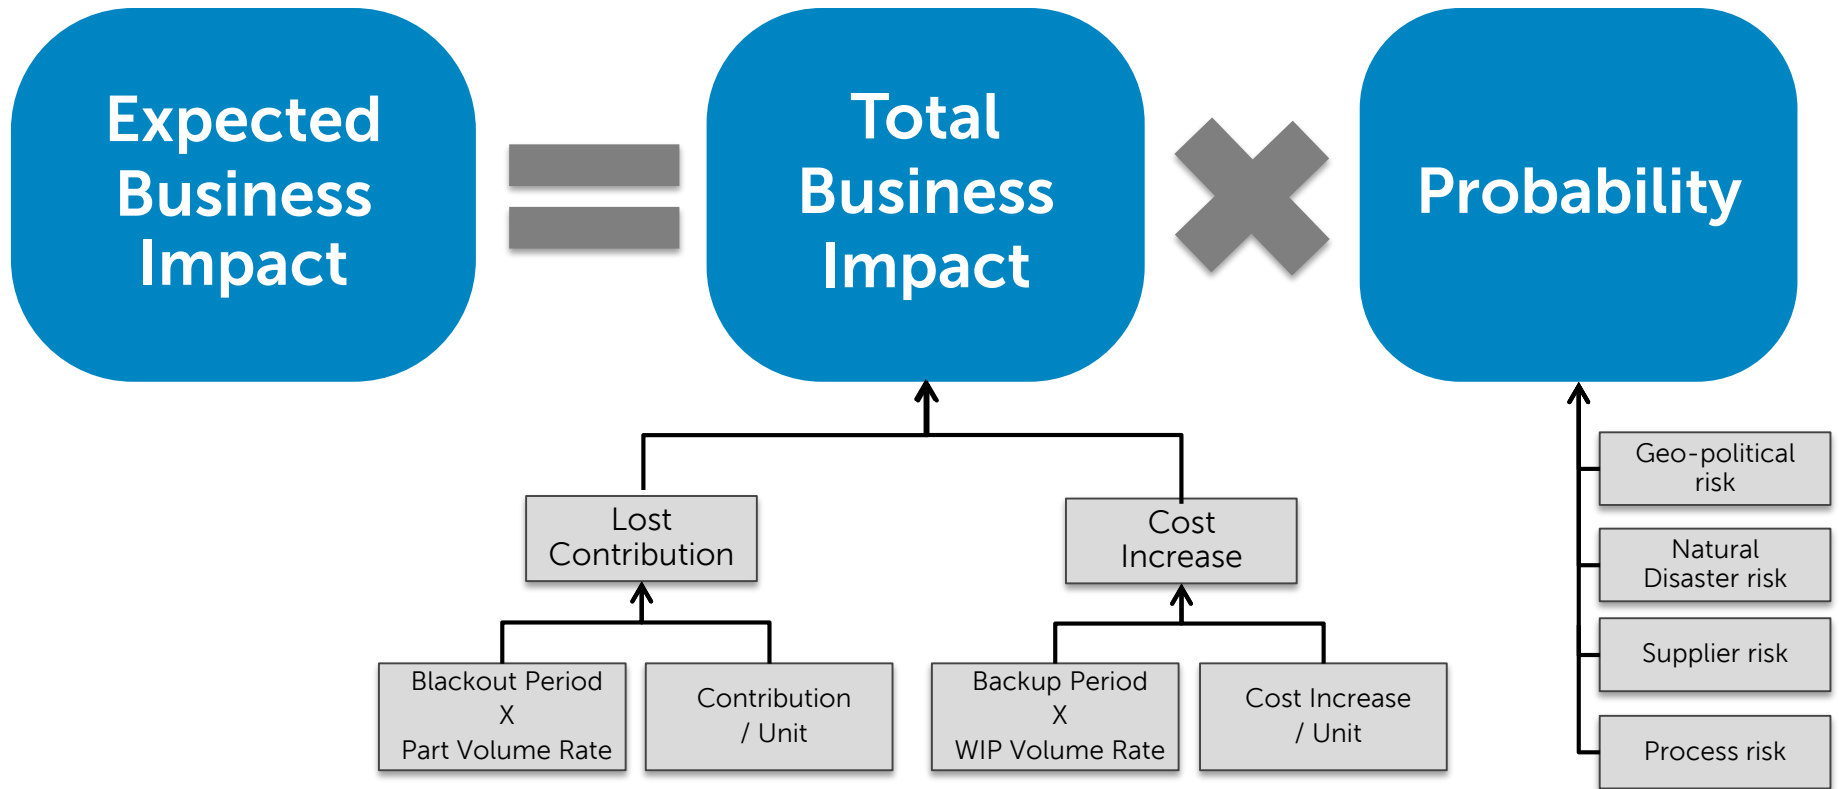 Expected
Business
Impact
Total
Business
Impact
Probability
Lost
Contribution
Cost
Increase
Blackout Period
X
Part Volume Rate
Contribution
/ Unit
Backup Period
X
WIP Volume Rate
Cost Increase
/ Unit
Geo-political
risk
Natural
Disaster risk
Supplier risk
Process risk